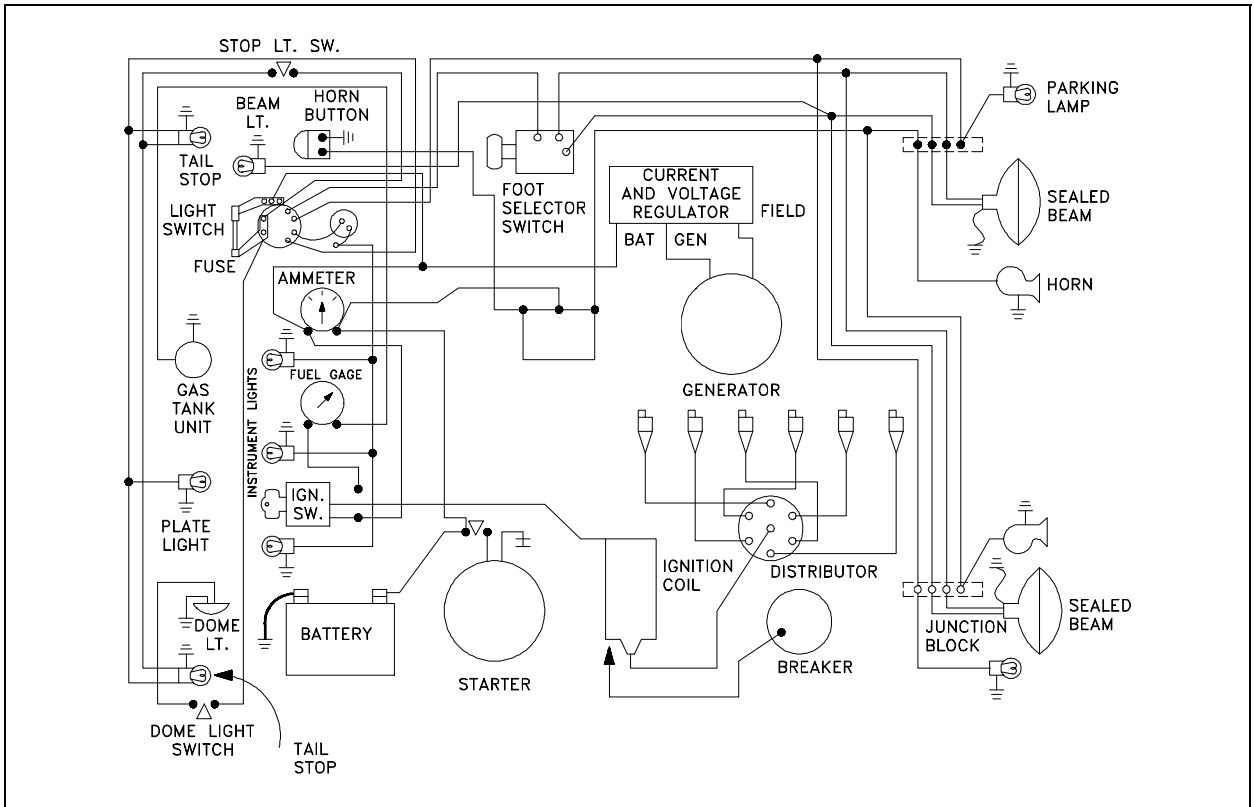 STOP LT. SW.
HORN
BUTTON
BEAM
LT.
PARKING
LAMP
TAIL
STOP
CURRENT
AND VOLTAGE
REGULATOR
FIELD
FOOT
SELECTOR
SWITCH
SEALED
BEAM
LIGHT
SWITCH
BAT
GEN
FUSE
AMMETER
HORN
FUEL GAGE
GAS
TANK
UNIT
GENERATOR
INSTRUMENT LIGHTS
IGN.
SW.
PLATE
LIGHT
IGNITION
COIL
DISTRIBUTOR
DOME
LT.
BATTERY
JUNCTION
BLOCK
SEALED
BEAM
BREAKER
STARTER
DOME LIGHT
SWITCH
TAIL
STOP